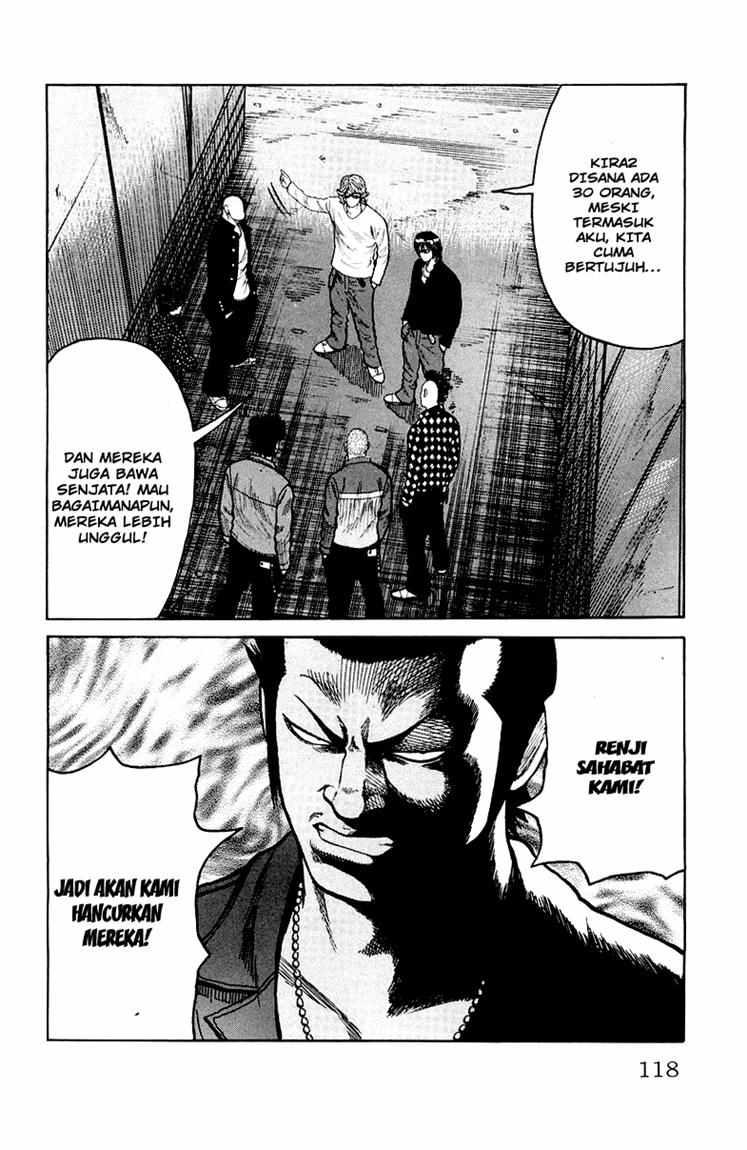 KIRA2
DISANA ADA
30 ORANG,
MESKI
TERMASUK
AKU, KITA
CUMA
BERTUJUH...
DAN MEREKA
JUGA BAWA
SENJATA! MAU
BAGAIMANAPUN,
MEREKA LEBIH
UNGGUL!
RENJI
SAHABAT
KAMI!
JADI AKAN KAMI
HANCURKAN
MEREKA!
118